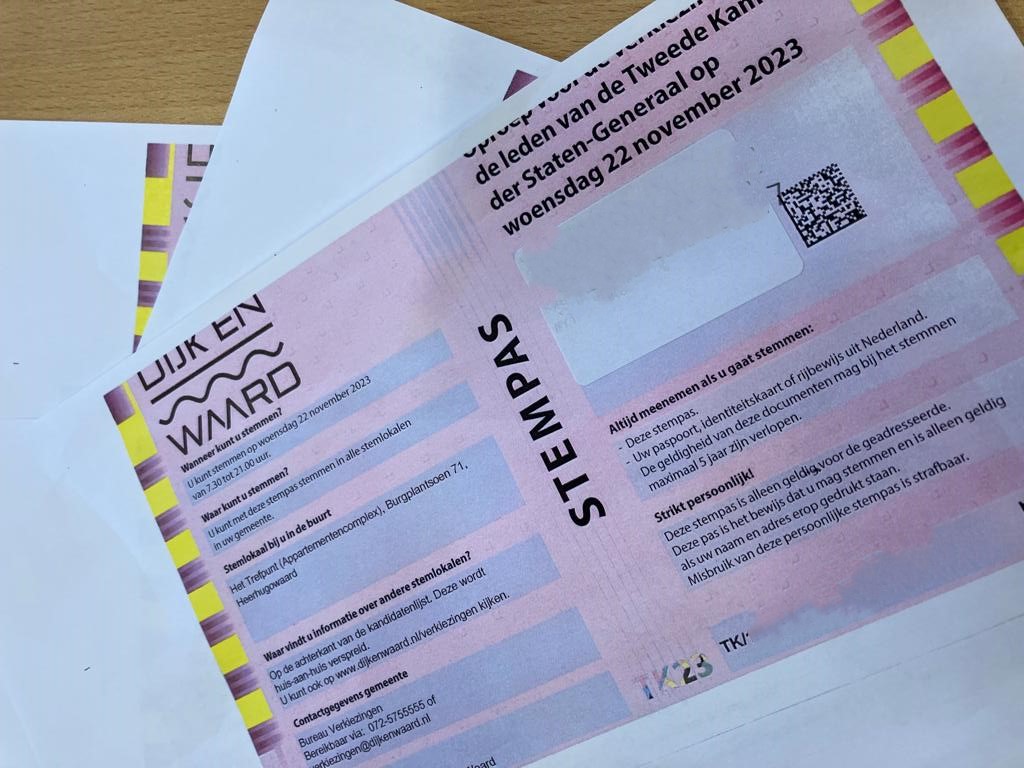 Oproep voor de verkiezing
de leden van de Tweede Kam
der Staten-Generaal op
woensdag 22 november 2023
DIJK EN
WAARD
Wanneer kunt u stemmen?
U kunt stemmen op woensdag 22 november 2023
van 7.30 tot 21.00 uur.
Waar kunt u stemmen?
U kunt met deze stempas stemmen in alle stemlokalen
in uw gemeente.
Stemlokaal bij u in de buurt
Het Trefpunt (Appartementencomplex), Burgplantsoen 71,
Heerhugowaard
Waar vindt u informatie over andere stemlokalen?
Op de achterkant van de kandidatenlijst. Deze wordt
huis-aan-huis verspreid.
U kunt ook op www.dijkenwaard.nl/verkiezingen kijken.
Contactgegevens gemeente
Bureau Verkiezingen
Bereikbaar via: 072-5755555 of
verkiezingen@dijkenwaard.nl
STEMPAS
Altijd meenemen als u gaat stemmen:
- Deze stempas.
- Uw paspoort, identiteitskaart of rijbewijs uit Nederland.
De geldigheid van deze documenten mag bij het stemmen
maximaal 5 jaar zijn verlopen.
Strikt persoonlijk!
Deze stempas is alleen geldig voor de geadresseerde.
Deze pas is het bewijs dat u mag stemmen en is alleen geldig
als uw naam en adres erop gedrukt staan.
Misbruik van deze persoonlijke stempas is strafbaar.
TK23
TK/